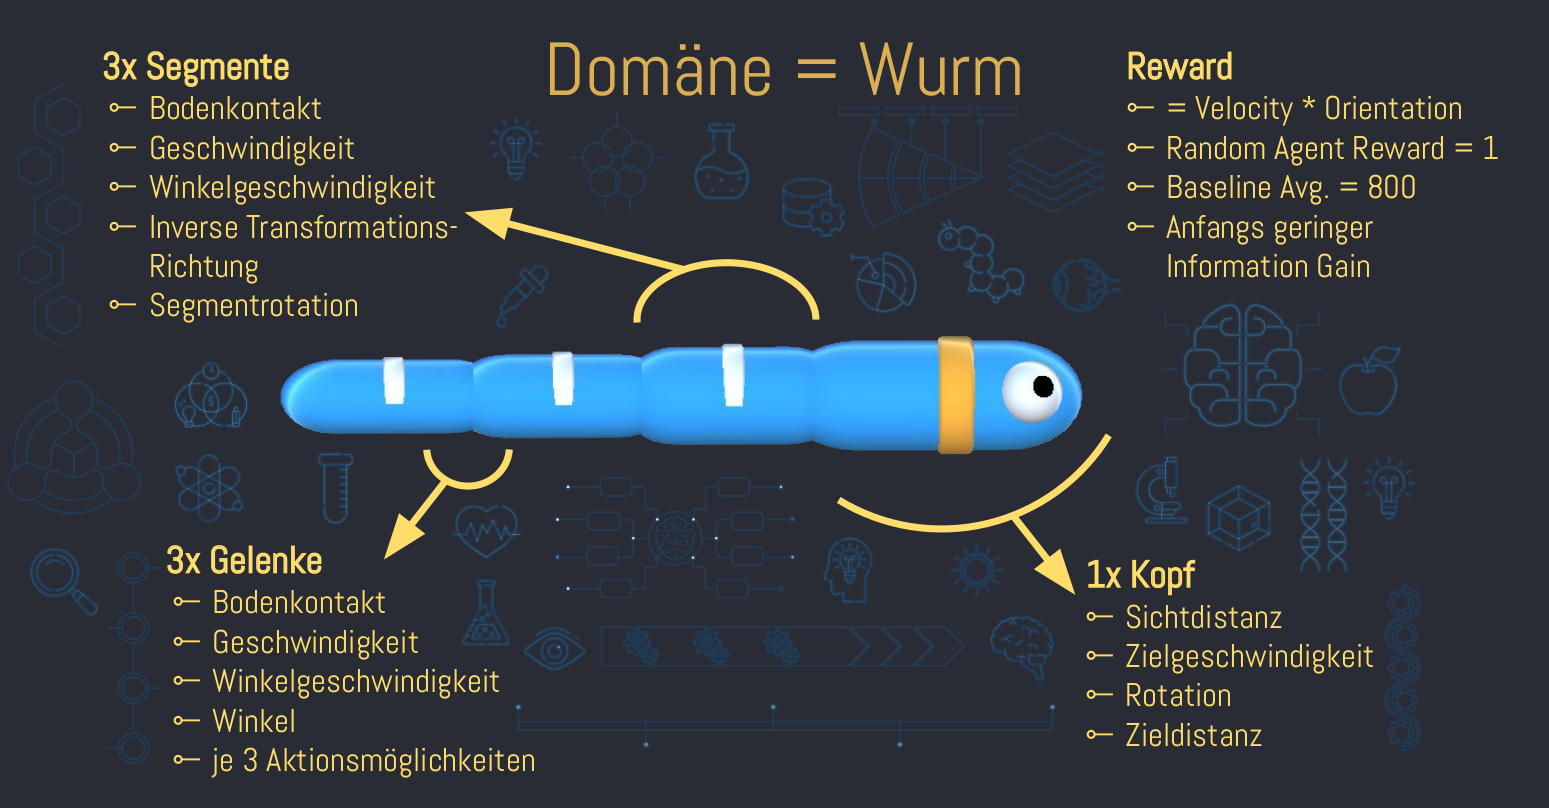 Domäne = Wurm
3x Segmente
Bodenkontakt
Geschwindigkeit
Winkelgeschwindigkeit
Inverse Transformations-
Richtung
Segmentrotation
Reward
= Velocity * Orientation
Random Agent Reward = 1
Baseline Avg. = 800
Anfangs geringer
Information Gain
3x Gelenke
Bodenkontakt
Geschwindigkeit
Winkelgeschwindigkeit
Winkel
je 3 Aktionsmöglichkeiten
1x Kopf
Sichtdistanz
Zielgeschwindigkeit
Rotation
Zieldistanz